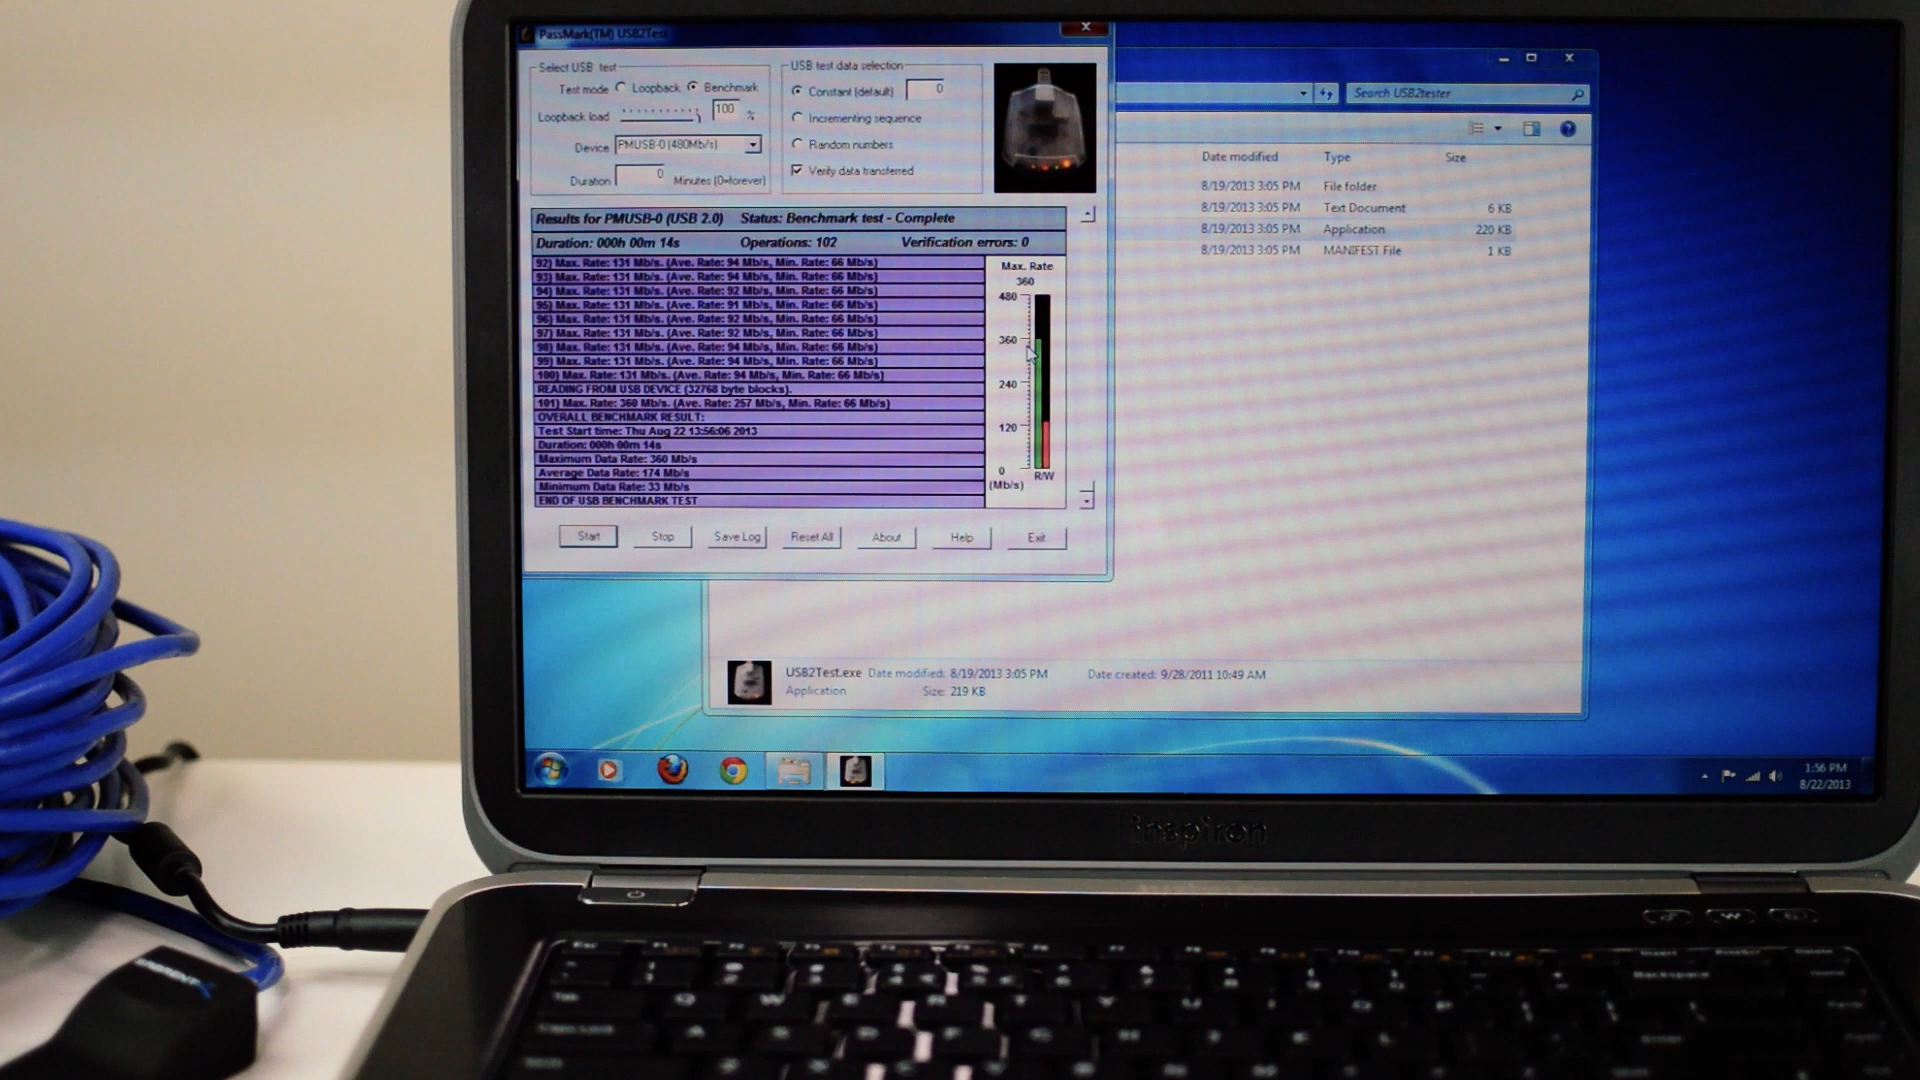 PassMark(TM) USB2Test
Select USB test
Test mode Loopback Benchmark
Loopback load 100 %
Device PMUSB-0 (480Mb/s)
Duration 0 Minutes (0=forever)
USB test data selection
Constant (default) 0
Incrementing sequence
Random numbers
Verify data transferred
Results for PMUSB-0 (USB 2.0) Status: Benchmark test - Complete
Duration: 000h 00m 14s Operations: 102 Verification errors: 0
92) Max. Rate: 131 Mb/s. (Ave. Rate: 94 Mb/s, Min. Rate: 66 Mb/s)
93) Max. Rate: 131 Mb/s. (Ave. Rate: 94 Mb/s, Min. Rate: 66 Mb/s)
94) Max. Rate: 131 Mb/s. (Ave. Rate: 92 Mb/s, Min. Rate: 66 Mb/s)
95) Max. Rate: 131 Mb/s. (Ave. Rate: 91 Mb/s, Min. Rate: 66 Mb/s)
96) Max. Rate: 131 Mb/s. (Ave. Rate: 92 Mb/s, Min. Rate: 66 Mb/s)
97) Max. Rate: 131 Mb/s. (Ave. Rate: 92 Mb/s, Min. Rate: 66 Mb/s)
98) Max. Rate: 131 Mb/s. (Ave. Rate: 94 Mb/s, Min. Rate: 66 Mb/s)
99) Max. Rate: 131 Mb/s. (Ave. Rate: 94 Mb/s, Min. Rate: 66 Mb/s)
100) Max. Rate: 131 Mb/s. (Ave. Rate: 94 Mb/s, Min. Rate: 66 Mb/s)
READING FROM USB DEVICE (32768 byte blocks).
101) Max. Rate: 360 Mb/s. (Ave. Rate: 257 Mb/s, Min. Rate: 66 Mb/s)
OVERALL BENCHMARK RESULT:
Test Start time: Thu Aug 22 13:56:06 2013
Duration: 000h 00m 14s
Maximum Data Rate: 360 Mb/s
Average Data Rate: 174 Mb/s
Minimum Data Rate: 33 Mb/s
END OF USB BENCHMARK TEST
Max. Rate
360
480
360
240
120
0
R/W
(Mb/s)
Start Stop Save Log Reset All About Help Exit
Search USB2tester
Date modified Type Size
8/19/2013 3:05 PM File folder
8/19/2013 3:05 PM Text Document 6 KB
8/19/2013 3:05 PM Application 220 KB
8/19/2013 3:05 PM MANIFEST File 1 KB
USB2Test.exe Date modified: 8/19/2013 3:05 PM Date created: 9/28/2011 10:49 AM
Application Size: 219 KB
1:56 PM
8/22/2013
inspiron
Backspace